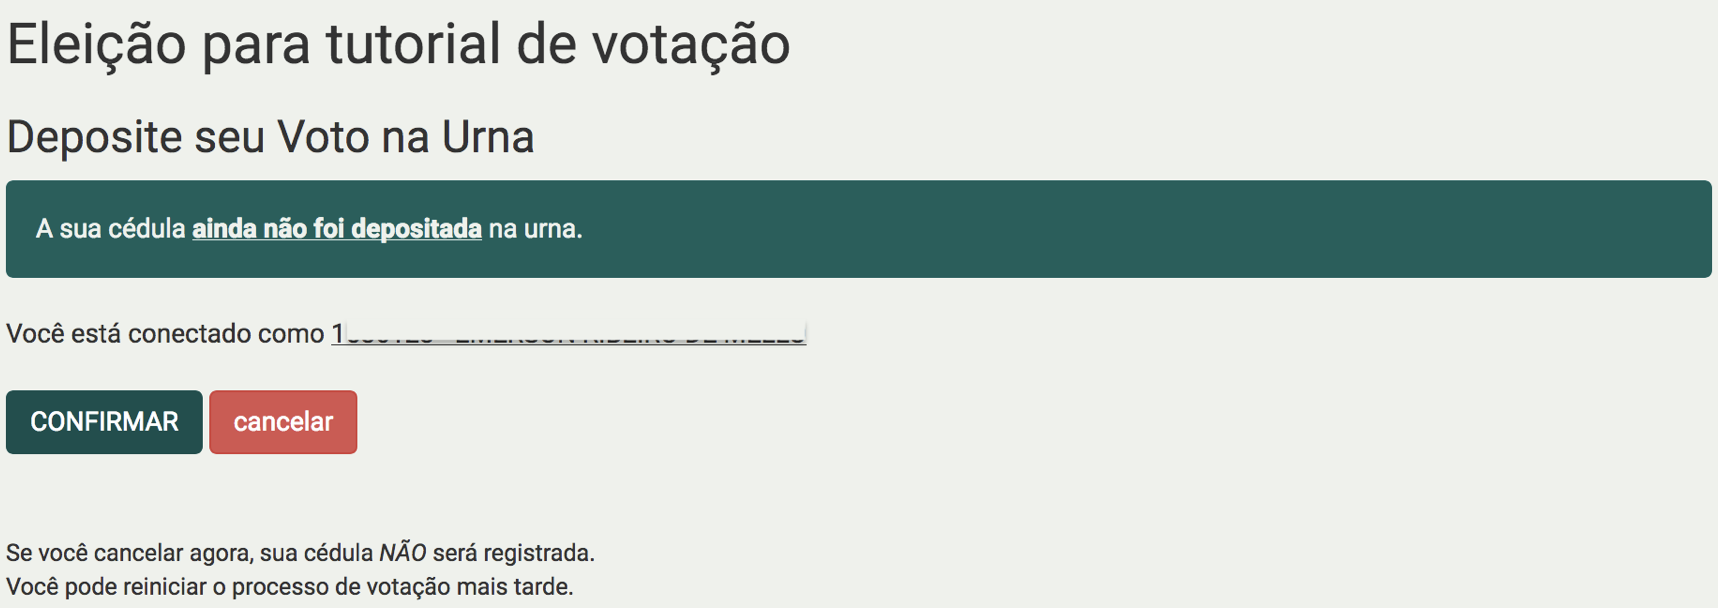 Eleição para tutorial de votação
Deposite seu Voto na Urna
A sua cédula ainda não foi depositada na urna.
Você está conectado como
CONFIRMAR
cancelar
Se você cancelar agora, sua cédula NÃO será registrada.
Você pode reiniciar o processo de votação mais tarde.